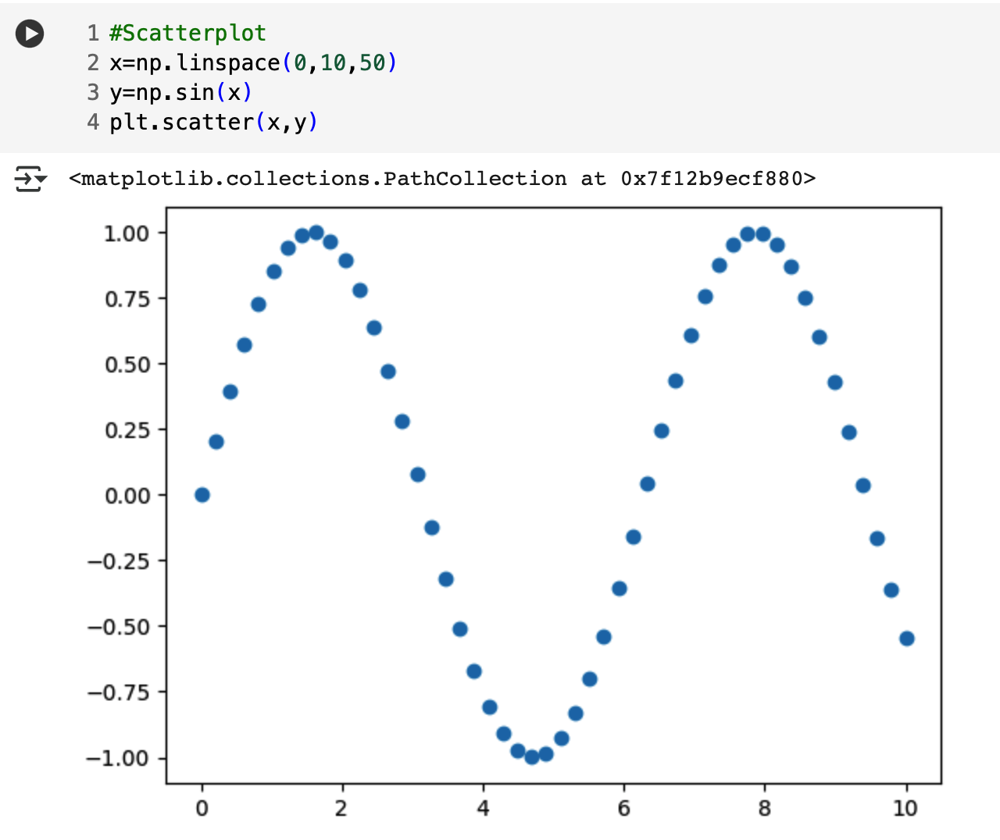 1 #Scatterplot
2 x=np.linspace(0,10,50)
3 y=np.sin(x)
4 plt.scatter(x,y)
<matplotlib.collections.PathCollection at 0x7f12b9ecf880>
1.00
0.75
0.50
0.25
0.00
−0.25
−0.50
−0.75
−1.00
0 2 4 6 8 10